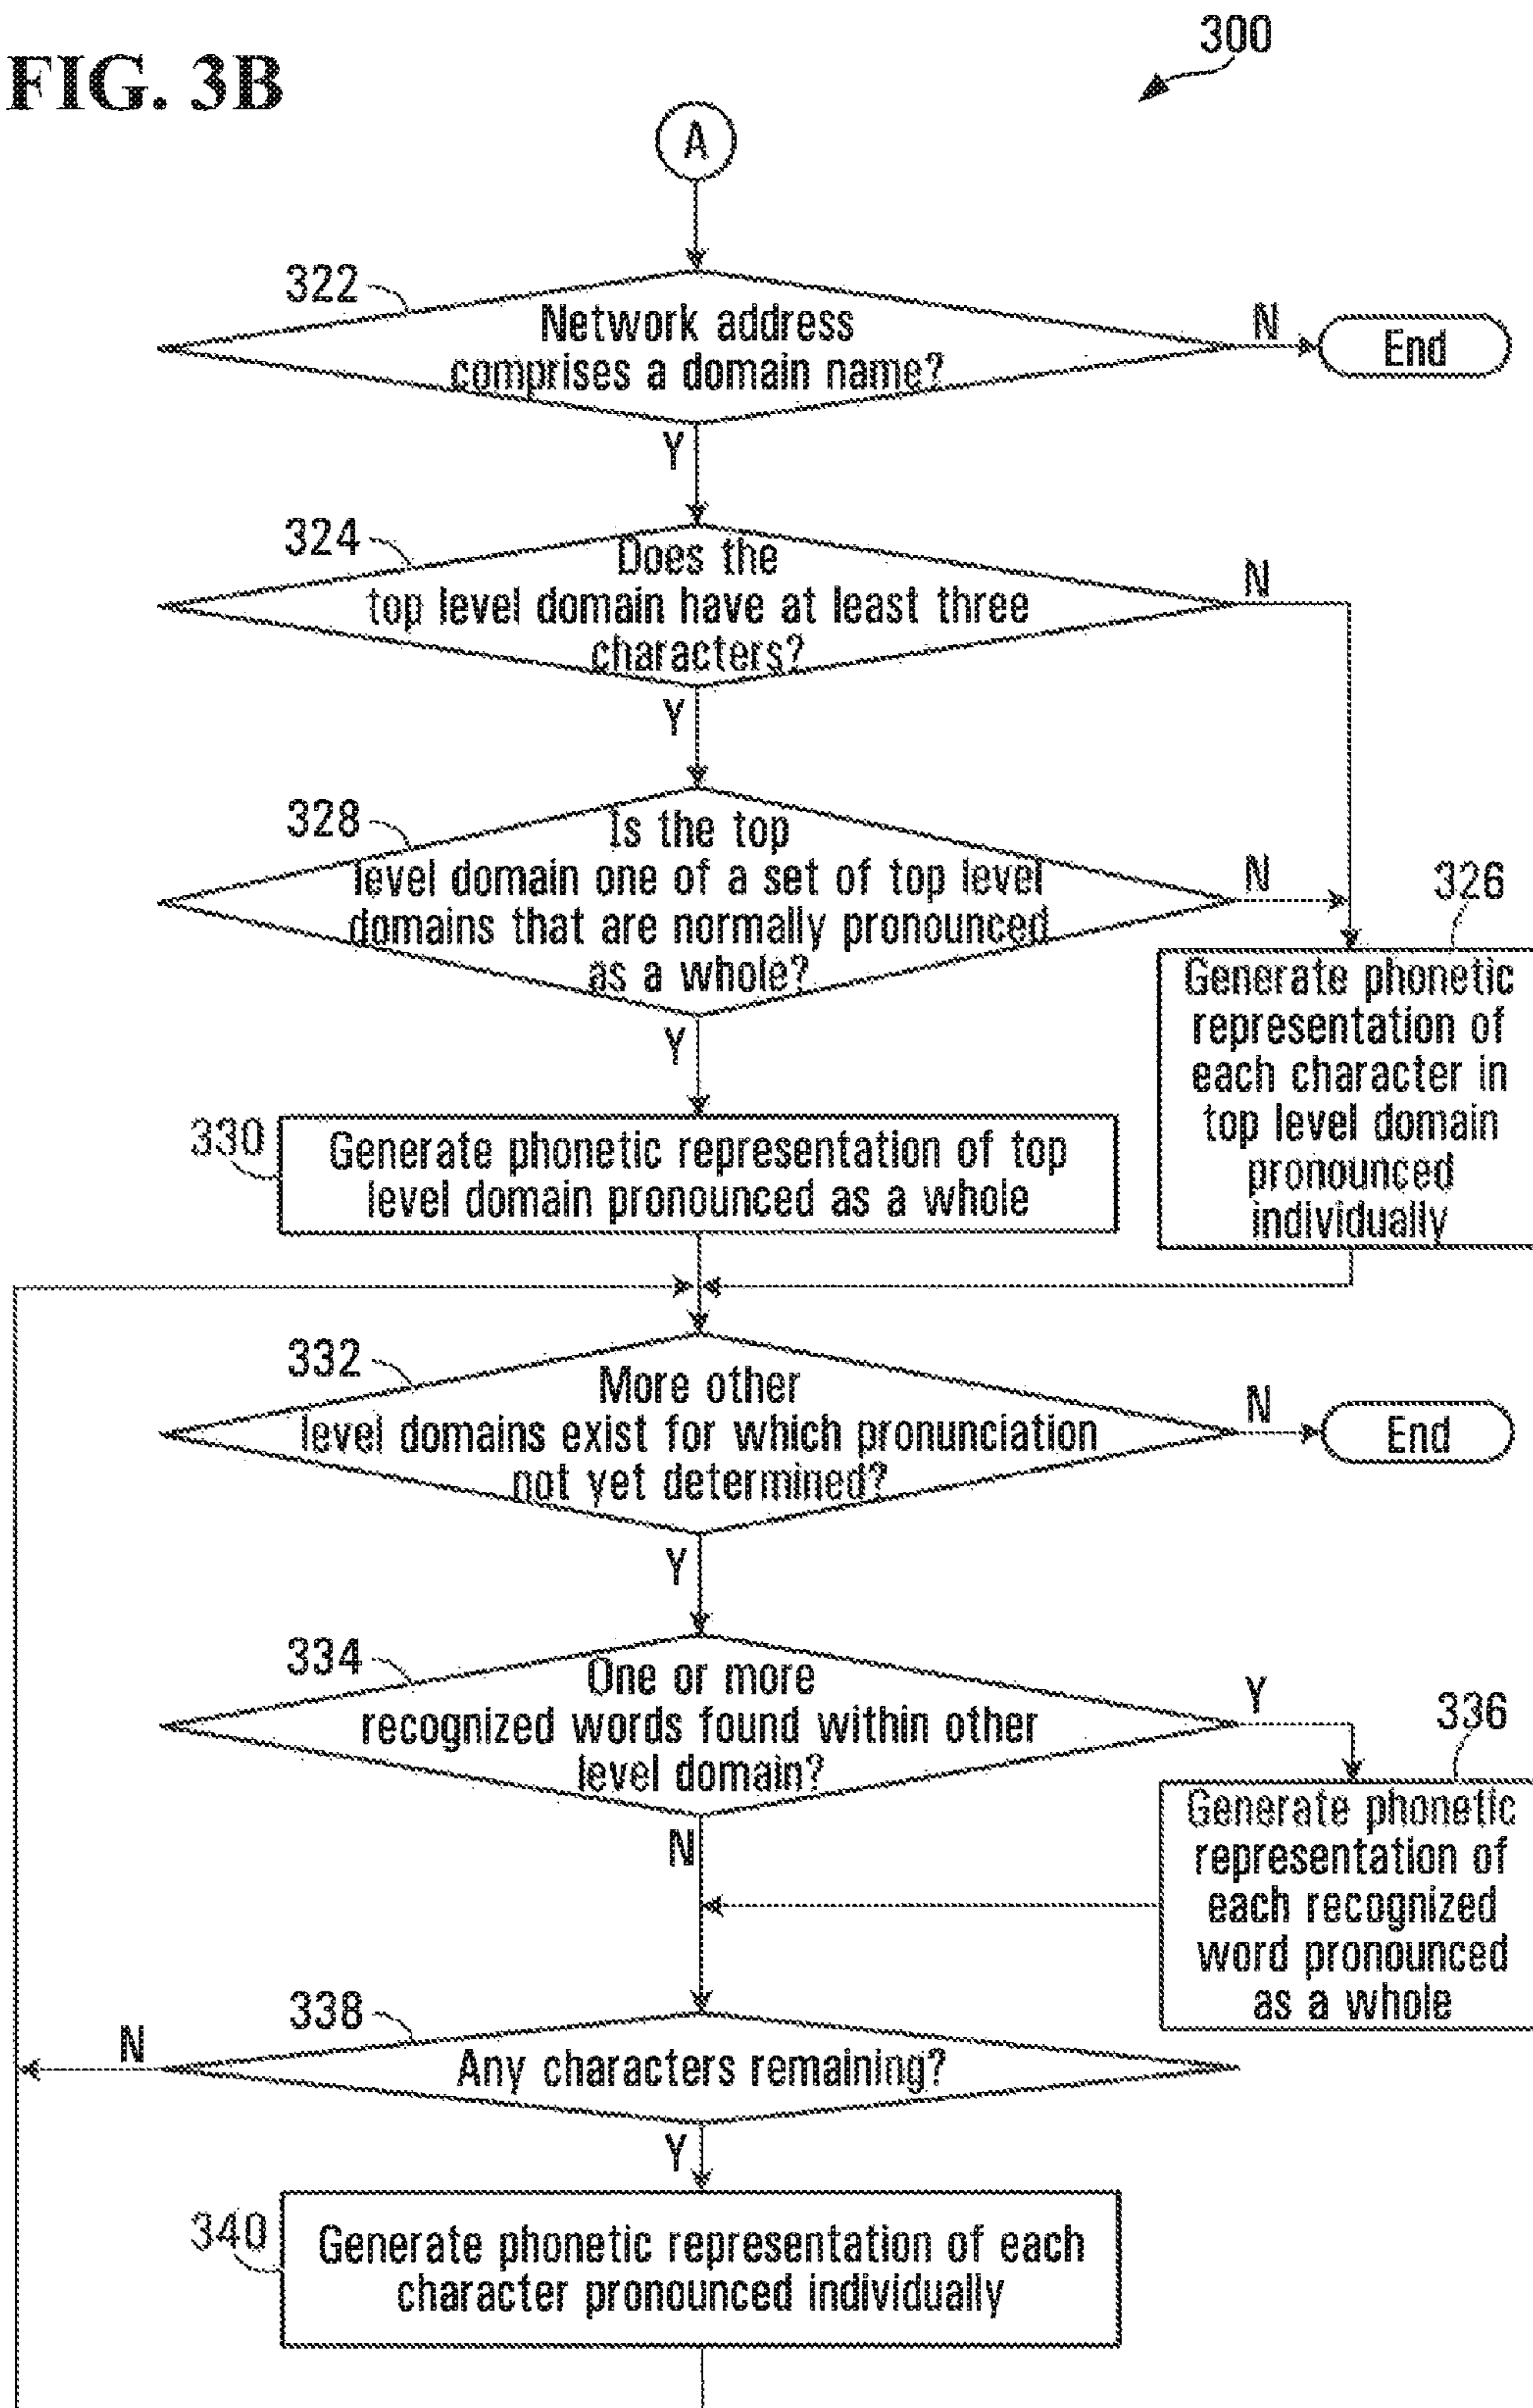 FIG. 3B
300
A
322
Network address
comprises a domain name?
N
End
Y
324
Does the
top level domain have at least three
characters?
N
Y
328
Is the top
level domain one of a set of top level
domains that are normally pronounced
as a whole?
N
326
Generate phonetic
representation of
each character in
top level domain
pronounced
individually
Y
330
Generate phonetic representation of top
level domain pronounced as a whole
332
More other
level domains exist for which pronunciation
not yet determined?
N
End
Y
334
One or more
recognized words found within other
level domain?
Y
336
Generate phonetic
representation of
each recognized
word pronounced
as a whole
N
338
Any characters remaining?
N
Y
340
Generate phonetic representation of each
character pronounced individually